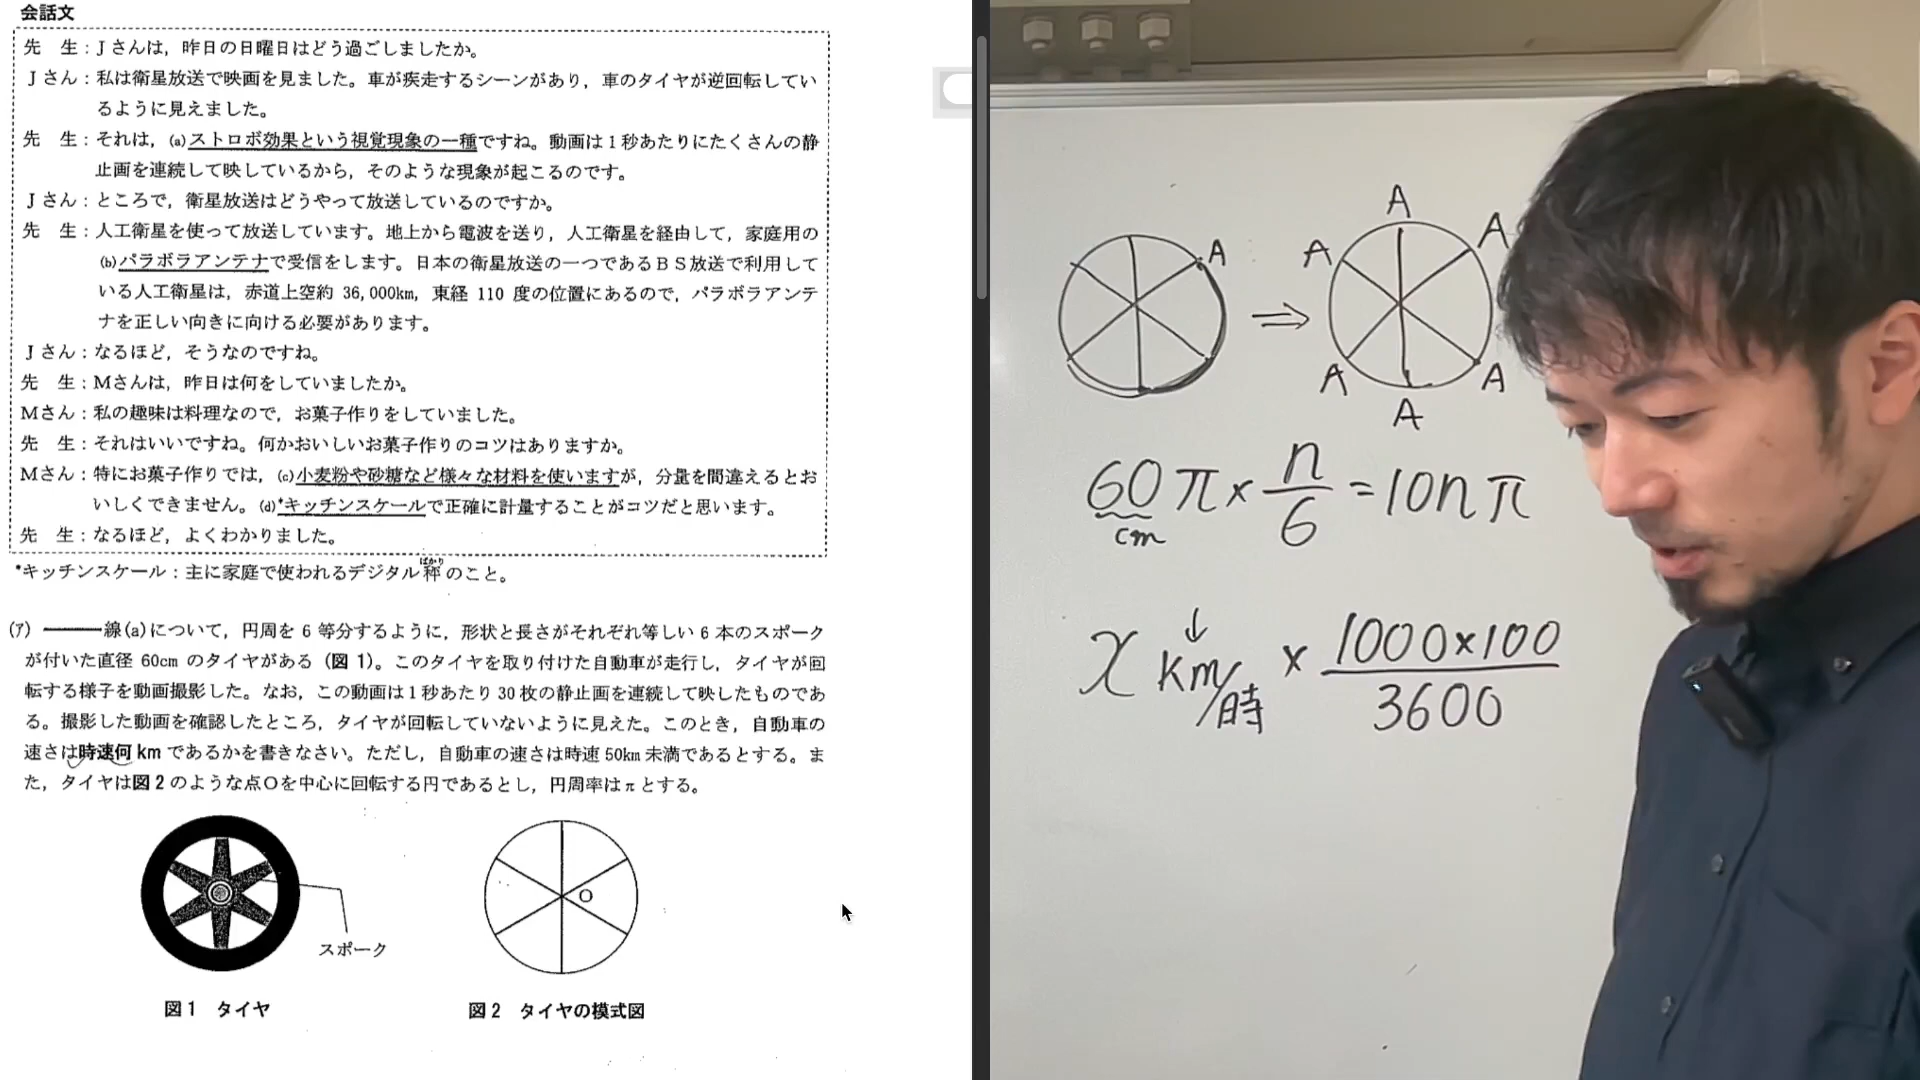 会話文
先　生：Jさんは，昨日の日曜日はどう過ごしましたか。
Jさん：私は衛星放送で映画を見ました。車が疾走するシーンがあり，車のタイヤが逆回転してい
るように見えました。
先　生：それは，(a)ストロボ効果という視覚現象の一種ですね。動画は1秒あたりにたくさんの静
止画を連続して映しているから，そのような現象が起こるのです。
Jさん：ところで，衛星放送はどうやって放送しているのですか。
先　生：人工衛星を使って放送しています。地上から電波を送り，人工衛星を経由して，家庭用の
(b)パラボラアンテナで受信をします。日本の衛星放送の一つであるBS放送で利用して
いる人工衛星は，赤道上空約 36,000km，東経 110 度の位置にあるので，パラボラアンテ
ナを正しい向きに向ける必要があります。
Jさん：なるほど，そうなのですね。
先　生：Mさんは，昨日は何をしていましたか。
Mさん：私の趣味は料理なので，お菓子作りをしていました。
先　生：それはいいですね。何かおいしいお菓子作りのコツはありますか。
Mさん：特にお菓子作りでは，(c)小麦粉や砂糖など様々な材料を使いますが，分量を間違えるとお
いしくできません。(d)*キッチンスケールで正確に計量することがコツだと思います。
先　生：なるほど，よくわかりました。
*キッチンスケール：主に家庭で使われるデジタル秤（ばかり）のこと。
(ア) ―――線(a)について，円周を 6 等分するように，形状と長さがそれぞれ等しい 6 本のスポーク
が付いた直径 60cm のタイヤがある（図 1）。このタイヤを取り付けた自動車が走行し，タイヤが回
転する様子を動画撮影した。なお，この動画は1秒あたり 30 枚の静止画を連続して映したものであ
る。撮影した動画を確認したところ，タイヤが回転していないように見えた。このとき，自動車の
速さは時速何 km であるかを書きなさい。ただし，自動車の速さは時速 50km 未満であるとする。ま
た，タイヤは図 2 のような点Oを中心に回転する円であるとし，円周率はπとする。
スポーク
O
図1　タイヤ
図2　タイヤの模式図
A
⇒
A
A
A
A
A
A
60π × n/6 = 10nπ
cm
↓
x km/時 × 1000×100/3600